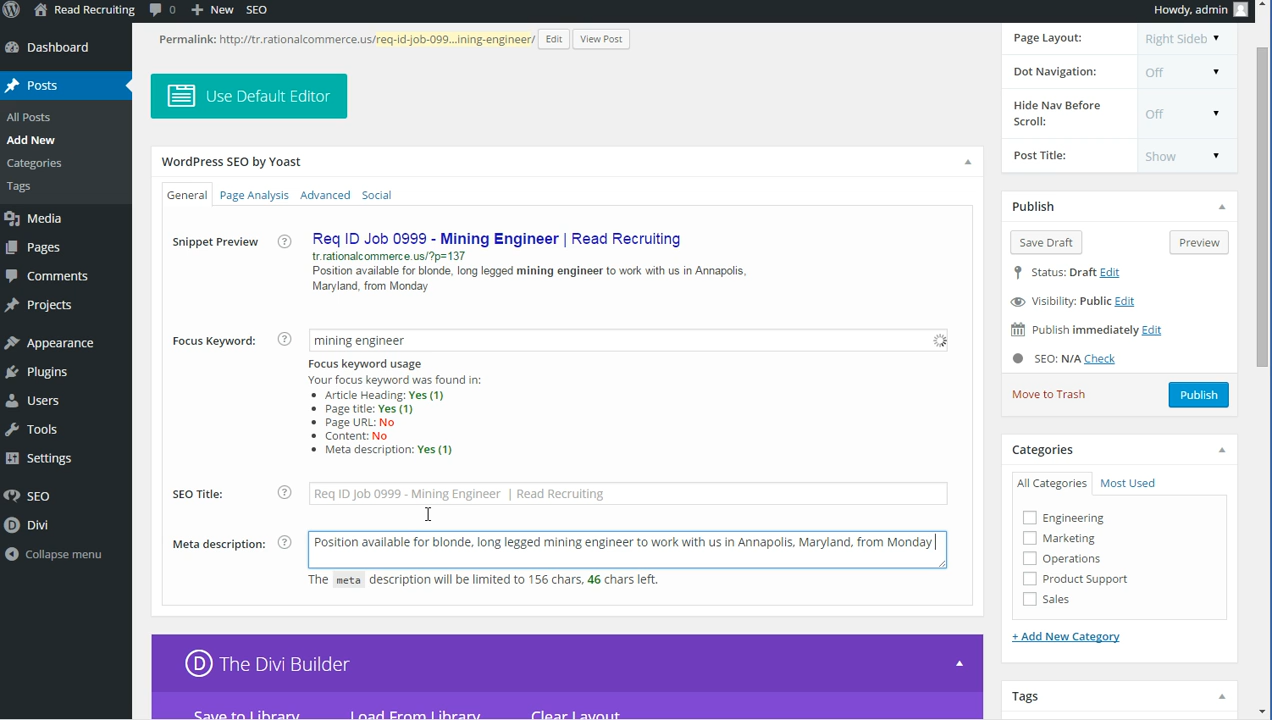 Read Recruiting 0 New SEO Howdy, admin
Dashboard
Posts
All Posts
Add New
Categories
Tags
Media
Pages
Comments
Projects
Appearance
Plugins
Users
Tools
Settings
SEO
Divi
Collapse menu
Permalink: http://tr.rationalcommerce.us/req-id-job-099...ining-engineer/ Edit View Post
Use Default Editor
WordPress SEO by Yoast
General Page Analysis Advanced Social
Snippet Preview ? Req ID Job 0999 - Mining Engineer | Read Recruiting
tr.rationalcommerce.us/?p=137
Position available for blonde, long legged mining engineer to work with us in Annapolis,
Maryland, from Monday
Focus Keyword: ? mining engineer
Focus keyword usage
Your focus keyword was found in:
• Article Heading: Yes (1)
• Page title: Yes (1)
• Page URL: No
• Content: No
• Meta description: Yes (1)
SEO Title: ? Req ID Job 0999 - Mining Engineer | Read Recruiting
Meta description: ? Position available for blonde, long legged mining engineer to work with us in Annapolis, Maryland, from Monday
The meta description will be limited to 156 chars, 46 chars left.
D The Divi Builder
Save to Library Load From Library Clear Layout
Page Layout: Right Sideb
Dot Navigation: Off
Hide Nav Before
Scroll: Off
Post Title: Show
Publish
Save Draft Preview
Status: Draft Edit
Visibility: Public Edit
Publish immediately Edit
SEO: N/A Check
Move to Trash Publish
Categories
All Categories Most Used
Engineering
Marketing
Operations
Product Support
Sales
+ Add New Category
Tags